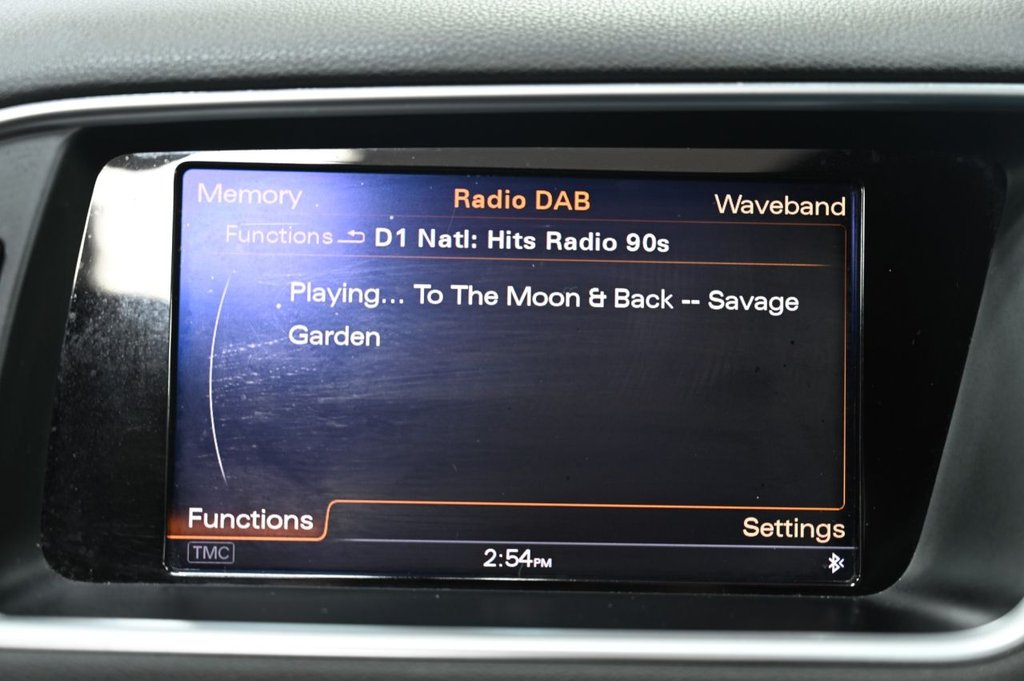 Memory Radio DAB Waveband
Functions D1 Natl: Hits Radio 90s
Playing... To The Moon & Back -- Savage
Garden
Functions Settings
TMC 2:54PM